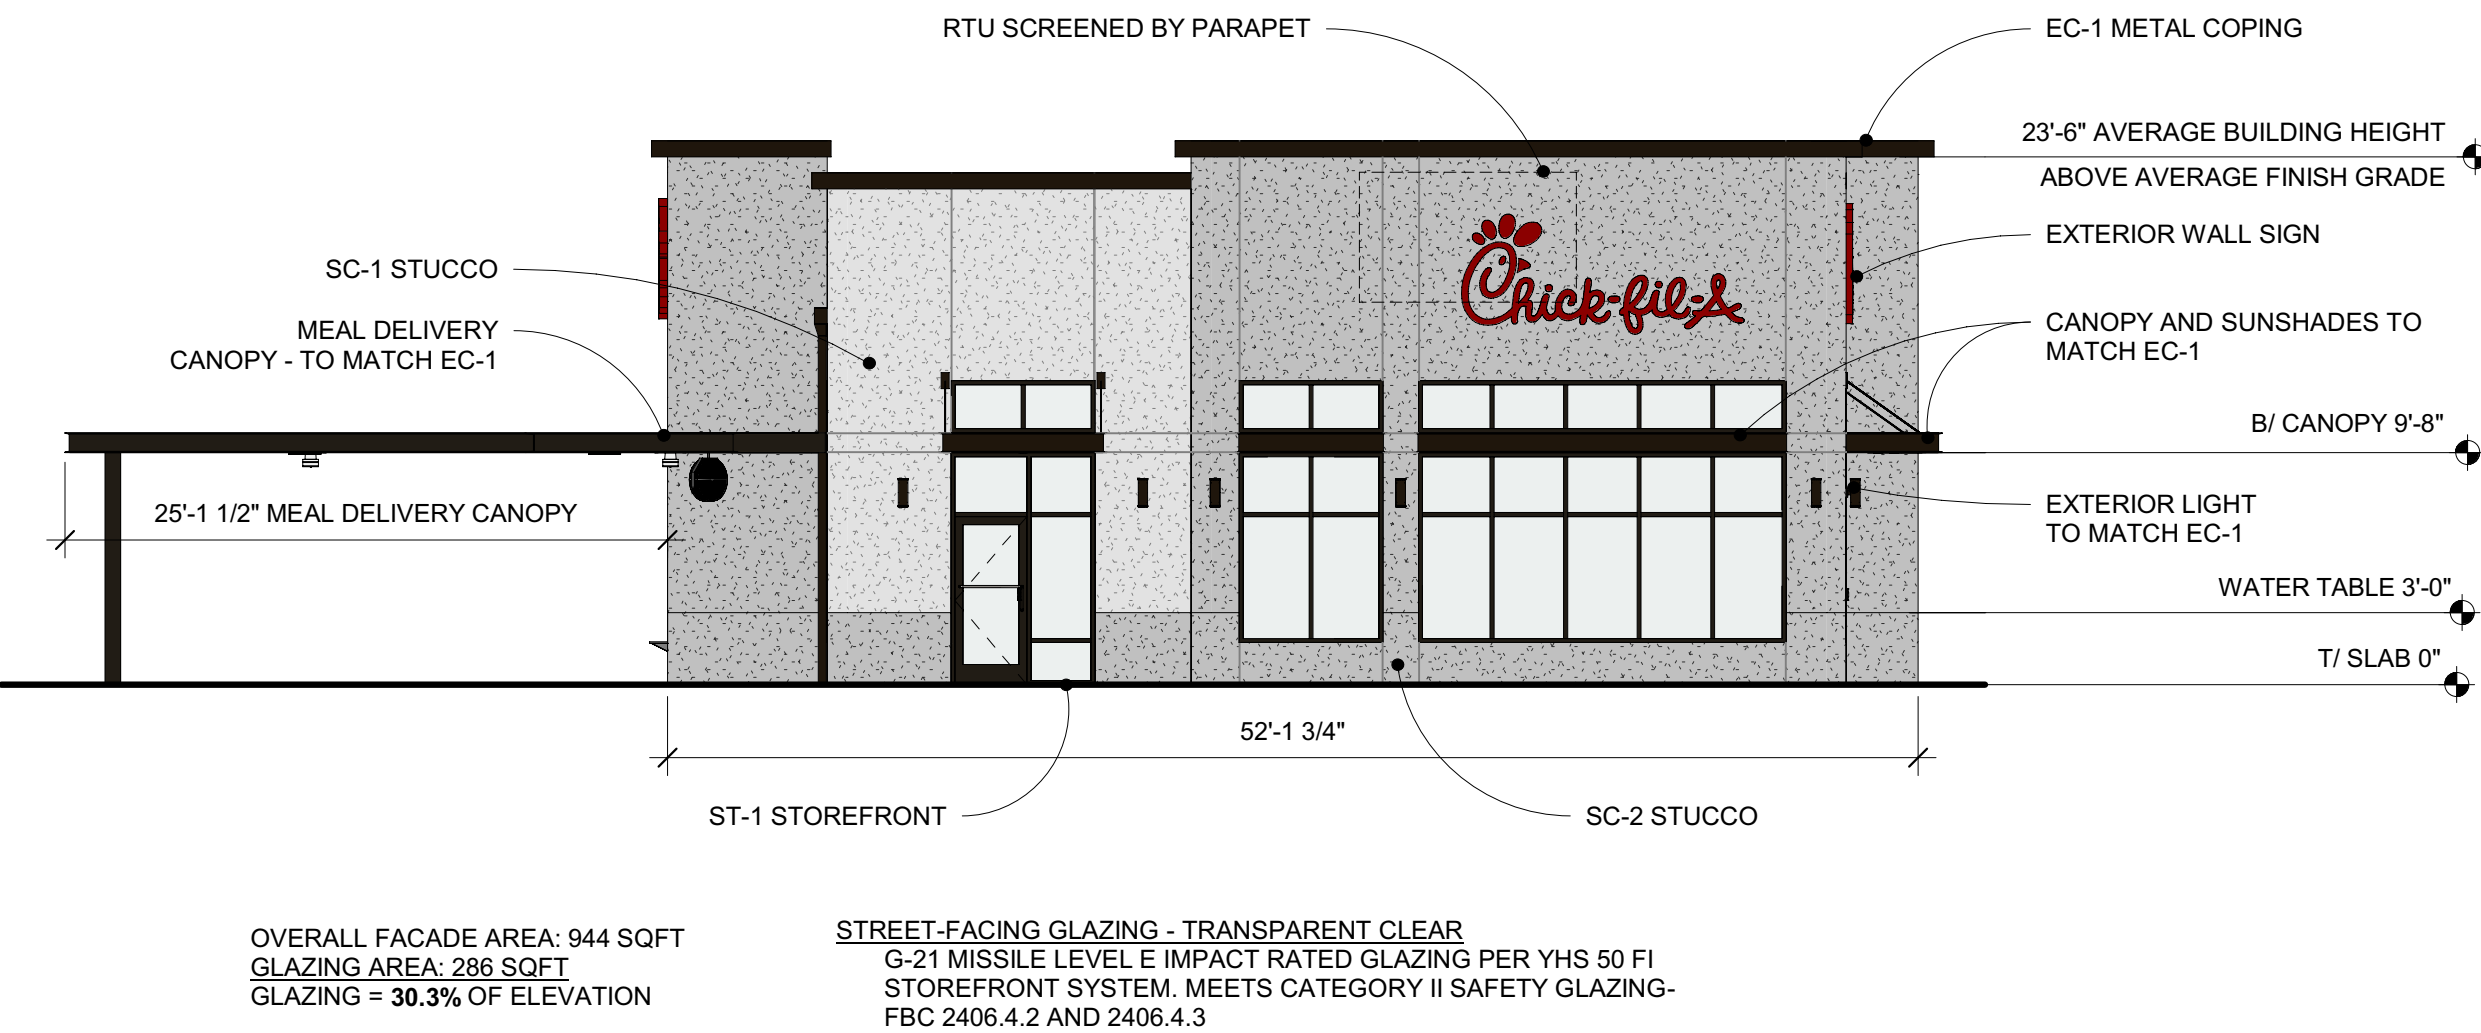 RTU SCREENED BY PARAPET
EC-1 METAL COPING
23'-6" AVERAGE BUILDING HEIGHT
ABOVE AVERAGE FINISH GRADE
EXTERIOR WALL SIGN
SC-1 STUCCO
Chick-fil-A
MEAL DELIVERY
CANOPY - TO MATCH EC-1
CANOPY AND SUNSHADES TO
MATCH EC-1
B/ CANOPY 9'-8"
25'-1 1/2" MEAL DELIVERY CANOPY
EXTERIOR LIGHT
TO MATCH EC-1
WATER TABLE 3'-0"
T/ SLAB 0"
52'-1 3/4"
ST-1 STOREFRONT
SC-2 STUCCO
OVERALL FACADE AREA: 944 SQFT
GLAZING AREA: 286 SQFT
GLAZING = 30.3% OF ELEVATION
STREET-FACING GLAZING - TRANSPARENT CLEAR
G-21 MISSILE LEVEL E IMPACT RATED GLAZING PER YHS 50 FI
STOREFRONT SYSTEM. MEETS CATEGORY II SAFETY GLAZING-
FBC 2406.4.2 AND 2406.4.3